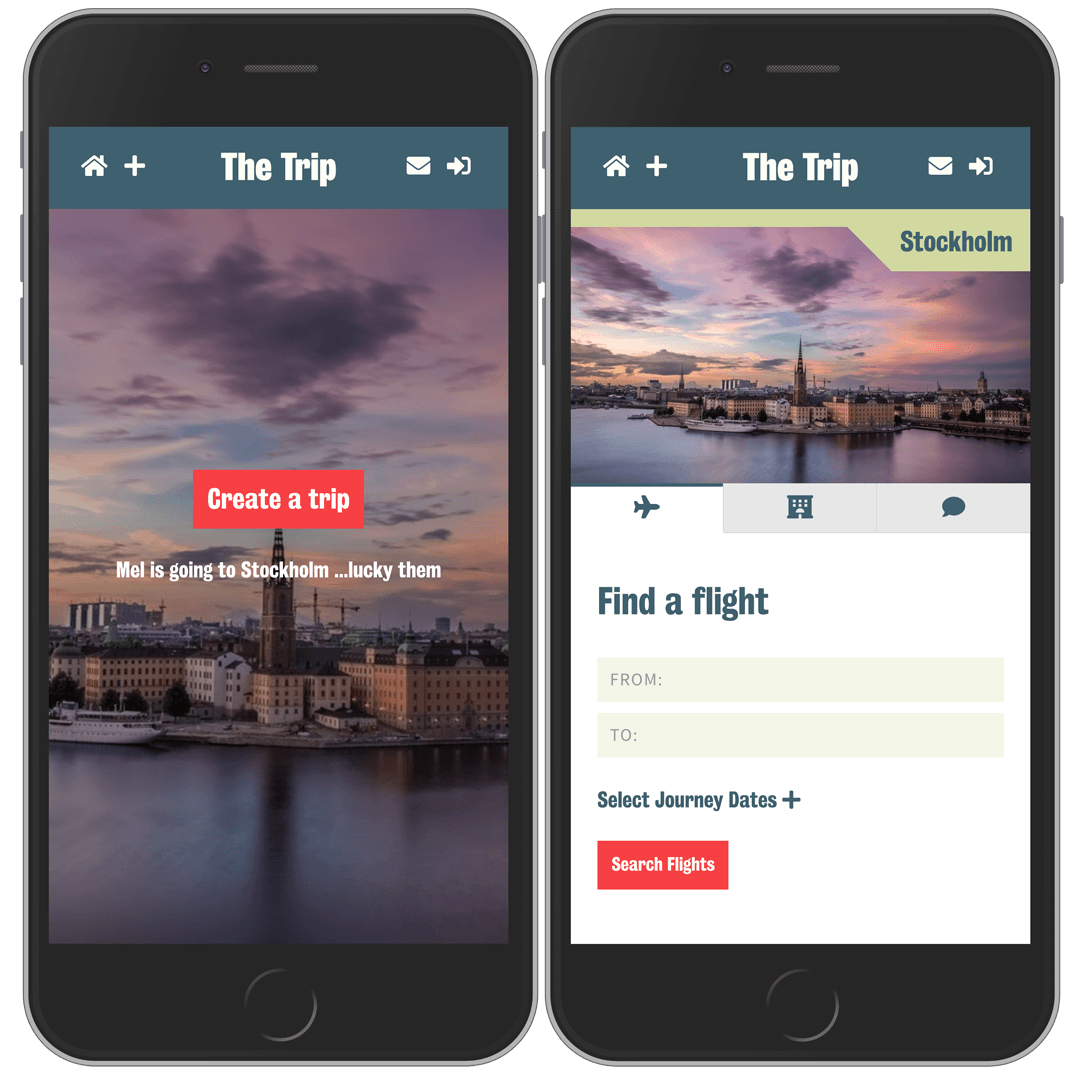 The Trip
Create a trip
Mel is going to Stockholm ...lucky them
The Trip
Stockholm
Find a flight
FROM:
TO:
Select Journey Dates
Search Flights